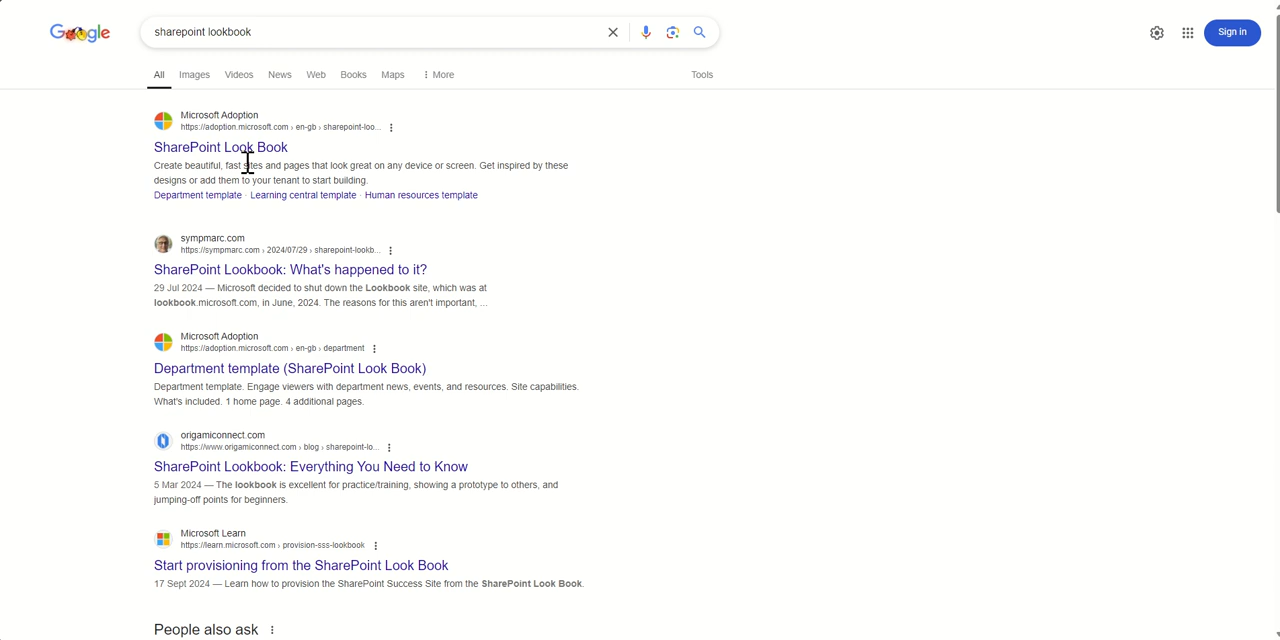 Google
sharepoint lookbook
Sign in
All Images Videos News Web Books Maps More Tools
Microsoft Adoption
https://adoption.microsoft.com › en-gb › sharepoint-loo...
SharePoint Look Book
Create beautiful, fast sites and pages that look great on any device or screen. Get inspired by these
designs or add them to your tenant to start building.
Department template · Learning central template · Human resources template
sympmarc.com
https://sympmarc.com › 2024/07/29 › sharepoint-lookb...
SharePoint Lookbook: What's happened to it?
29 Jul 2024 — Microsoft decided to shut down the Lookbook site, which was at
lookbook.microsoft.com, in June, 2024. The reasons for this aren't important, ...
Microsoft Adoption
https://adoption.microsoft.com › en-gb › department
Department template (SharePoint Look Book)
Department template. Engage viewers with department news, events, and resources. Site capabilities.
What's included. 1 home page. 4 additional pages.
origamiconnect.com
https://www.origamiconnect.com › blog › sharepoint-lo...
SharePoint Lookbook: Everything You Need to Know
5 Mar 2024 — The lookbook is excellent for practice/training, showing a prototype to others, and
jumping-off points for beginners.
Microsoft Learn
https://learn.microsoft.com › provision-sss-lookbook
Start provisioning from the SharePoint Look Book
17 Sept 2024 — Learn how to provision the SharePoint Success Site from the SharePoint Look Book.
People also ask